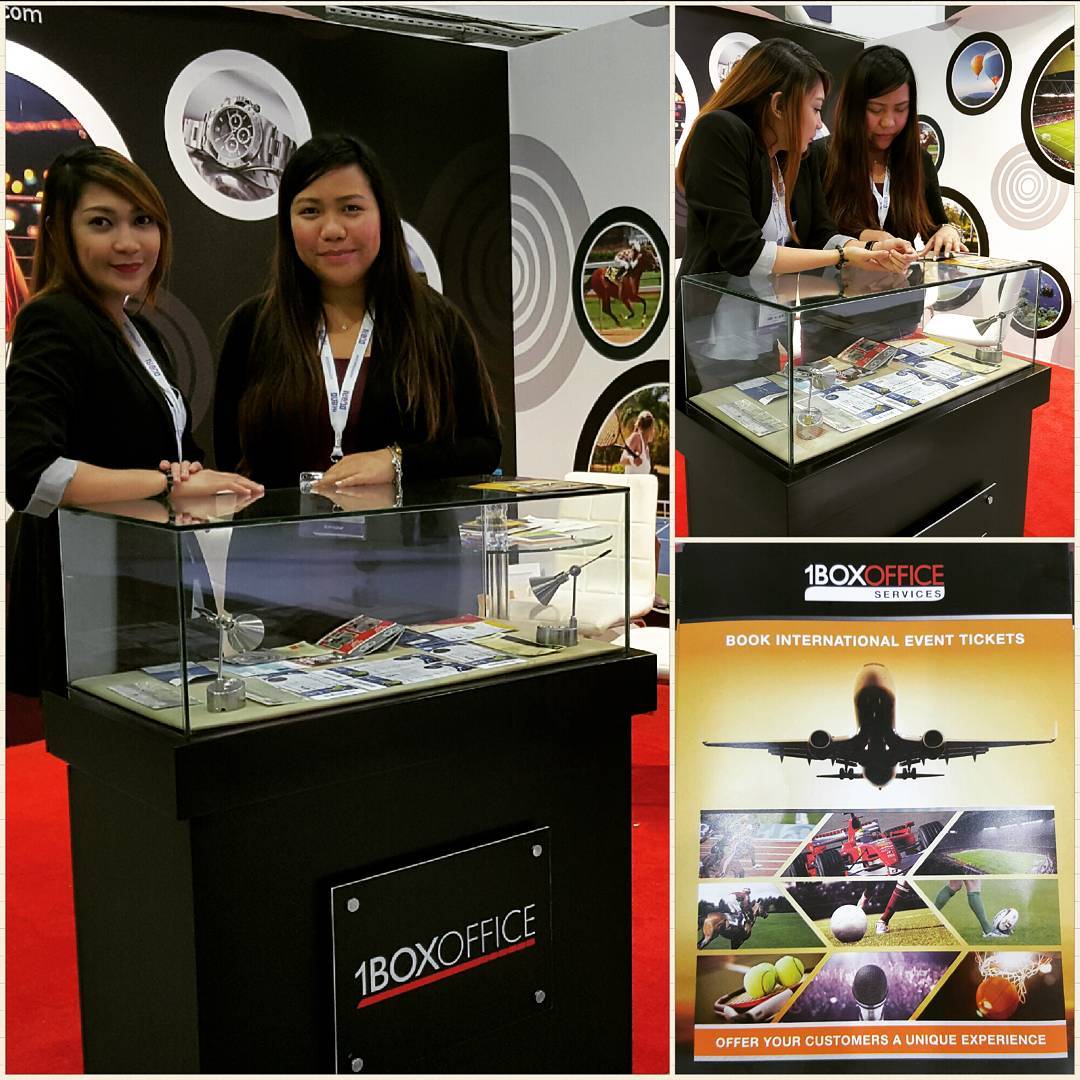 com
1BOXOFFICE
1BOXOFFICE
SERVICES
BOOK INTERNATIONAL EVENT TICKETS
OFFER YOUR CUSTOMERS A UNIQUE EXPERIENCE